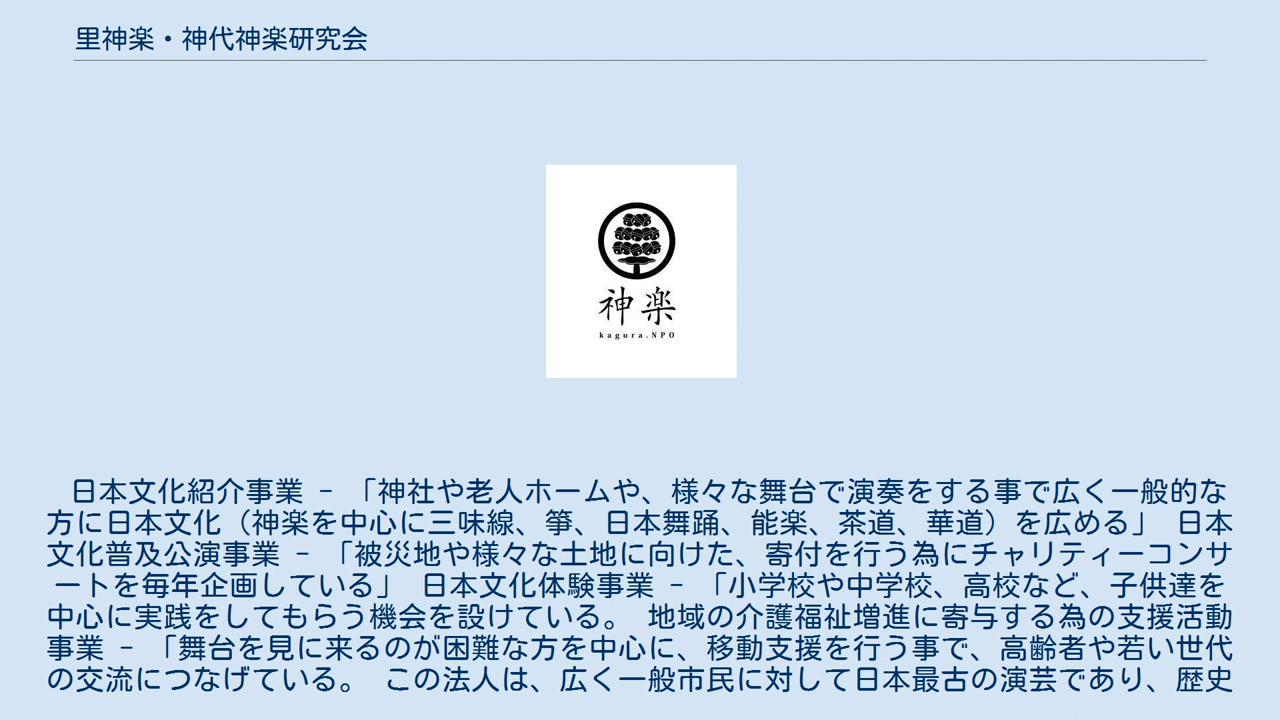 里神楽・神代神楽研究会
神楽
kagura.NPO
日本文化紹介事業 － 「神社や老人ホームや、様々な舞台で演奏をする事で広く一般的な
方に日本文化（神楽を中心に三味線、箏、日本舞踊、能楽、茶道、華道）を広める」 日本
文化普及公演事業 － 「被災地や様々な土地に向けた、寄付を行う為にチャリティーコンサ
ートを毎年企画している」 日本文化体験事業 － 「小学校や中学校、高校など、子供達を
中心に実践をしてもらう機会を設けている。 地域の介護福祉増進に寄与する為の支援活動
事業 － 「舞台を見に来るのが困難な方を中心に、移動支援を行う事で、高齢者や若い世代
の交流につなげている。 この法人は、広く一般市民に対して日本最古の演芸であり、歴史